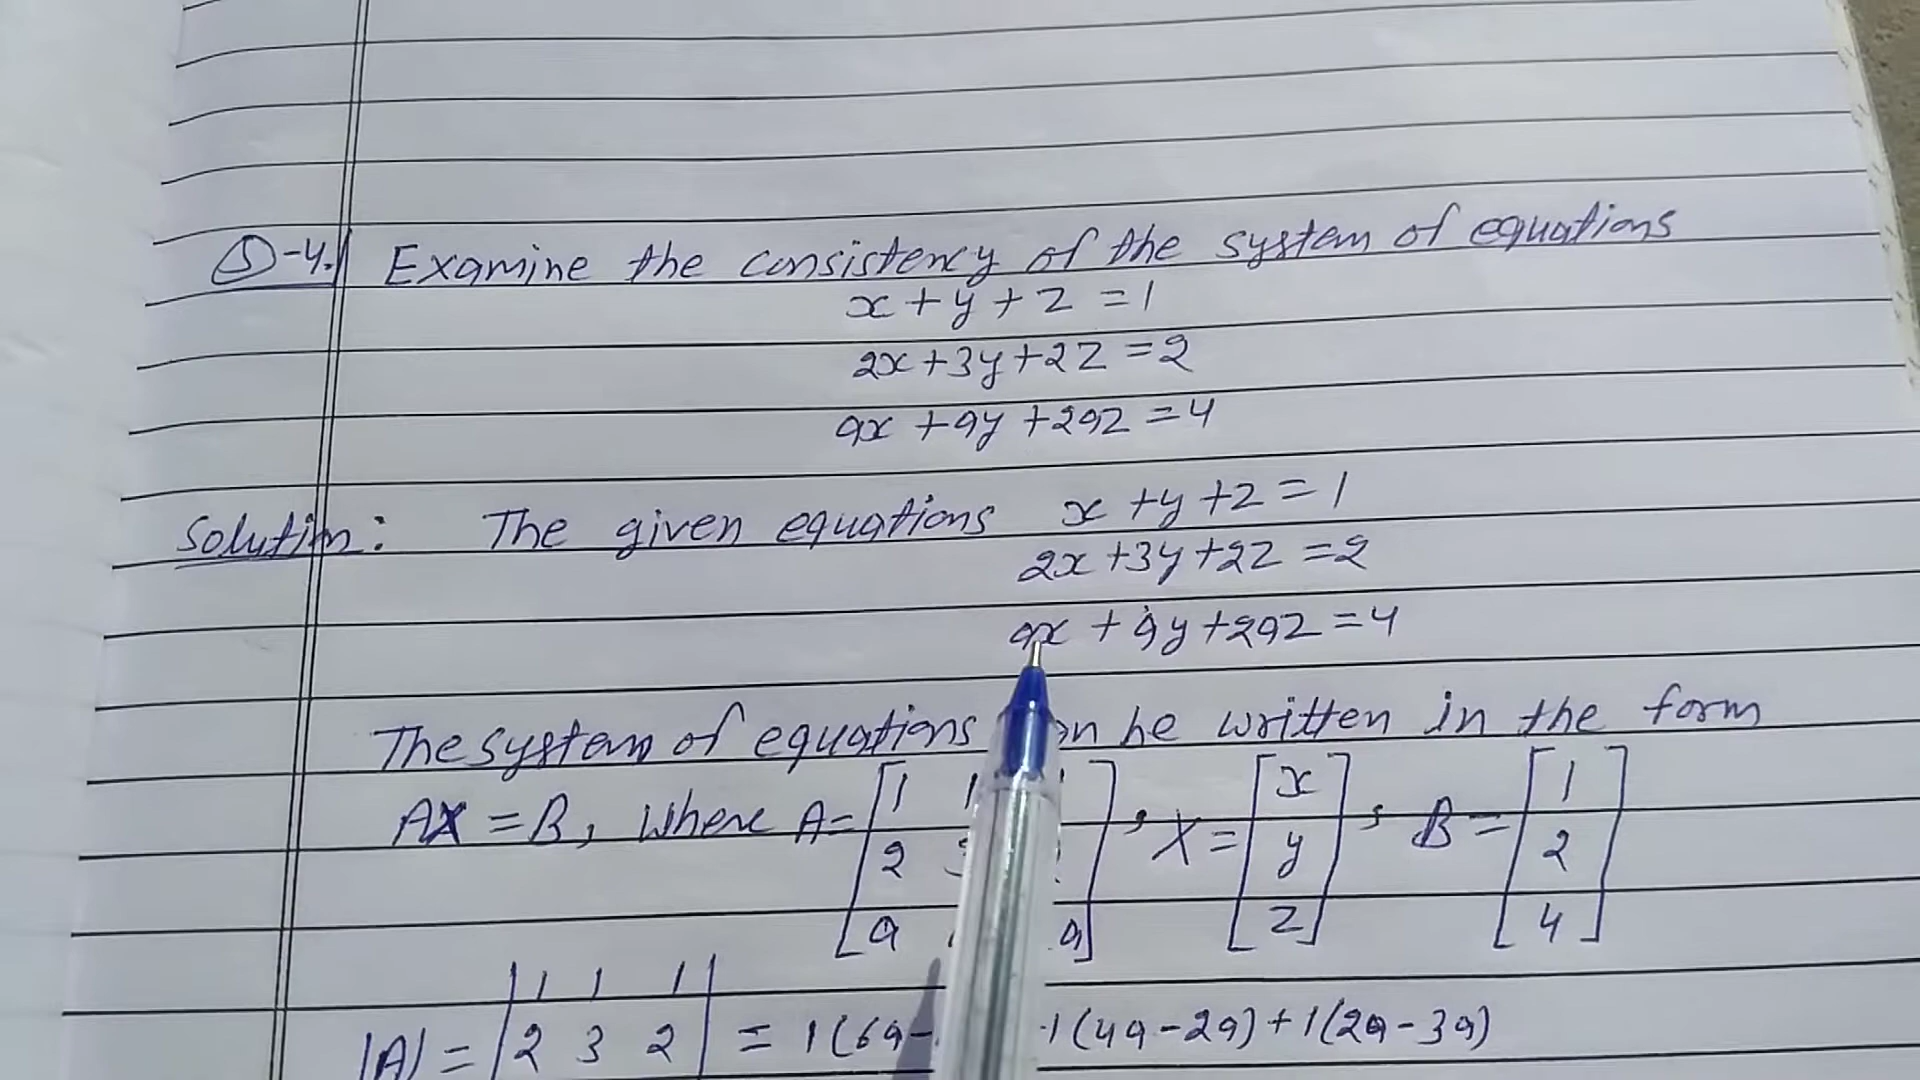 Q-4. Examine the consistency of the system of equations
x + y + z = 1
2x + 3y + 2z = 2
ax + ay + 2az = 4
Solution: The given equations x + y + z = 1
2x + 3y + 2z = 2
ax + ay + 2az = 4
The system of equations be written in the form
AX = B, where A = [1 1 2 a a] , X = [x y z] , B = [1 2 4]
|A| = |1 1 1 2 3 2| = 1(6a- 1(4a-2a)+1(2a-3a)